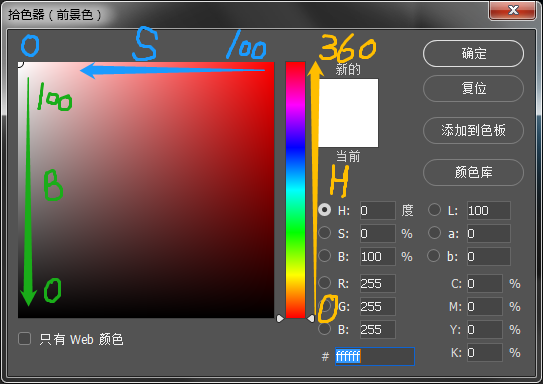 拾色器（前景色）
0 S 100 360
新的
100
B
0
当前
H
0
确定
复位
添加到色板
颜色库
H: 0 度
S: 0 %
B: 100 %
R: 255
G: 255
B: 255
# ffffff
L: 100
a: 0
b: 0
C: 0 %
M: 0 %
Y: 0 %
K: 0 %
只有 Web 颜色